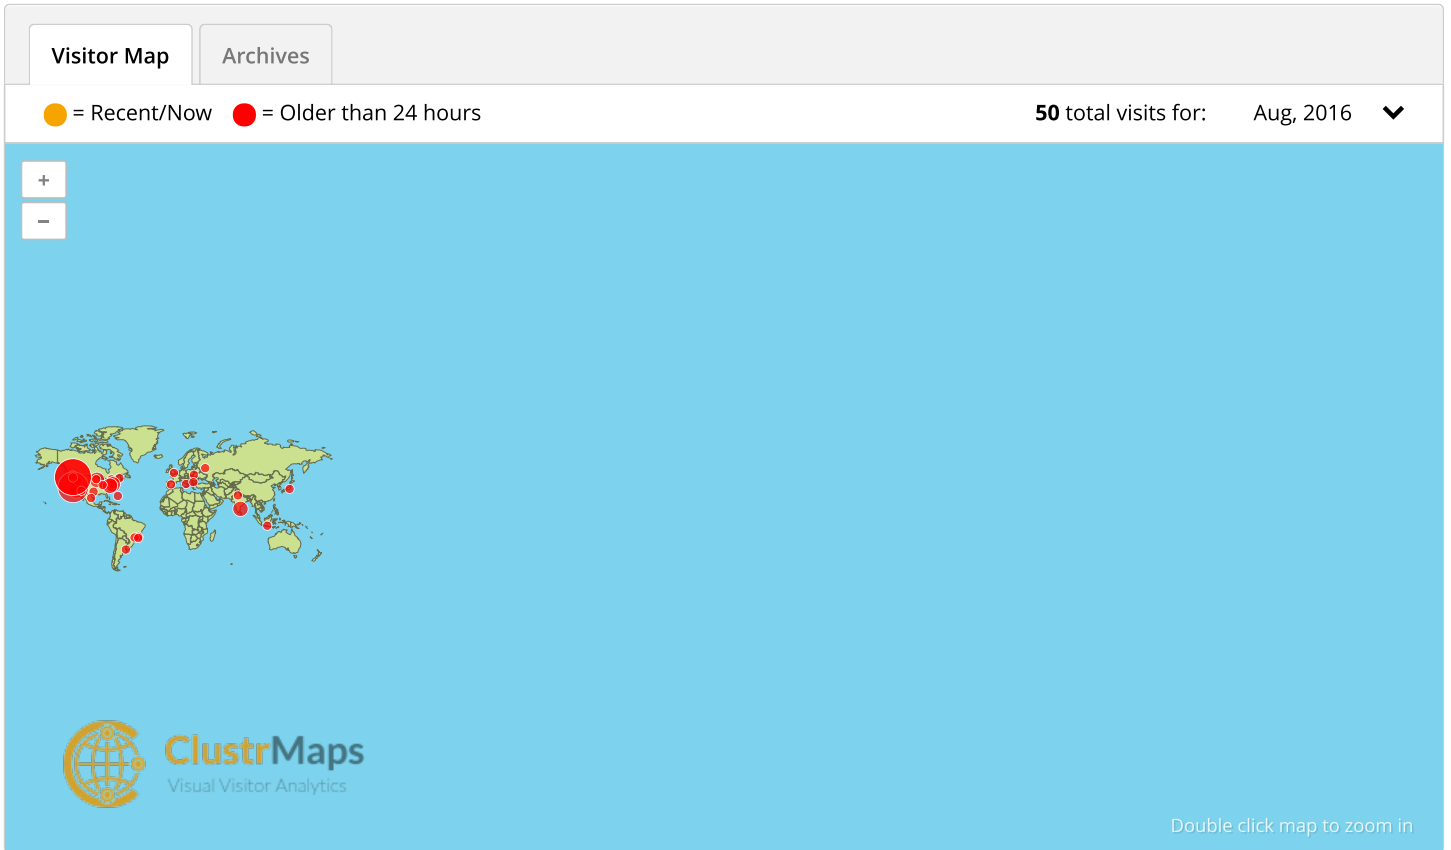 Visitor Map
Archives
= Recent/Now
= Older than 24 hours
50 total visits for:
Aug, 2016
+
−
ClustrMaps
Visual Visitor Analytics
Double click map to zoom in